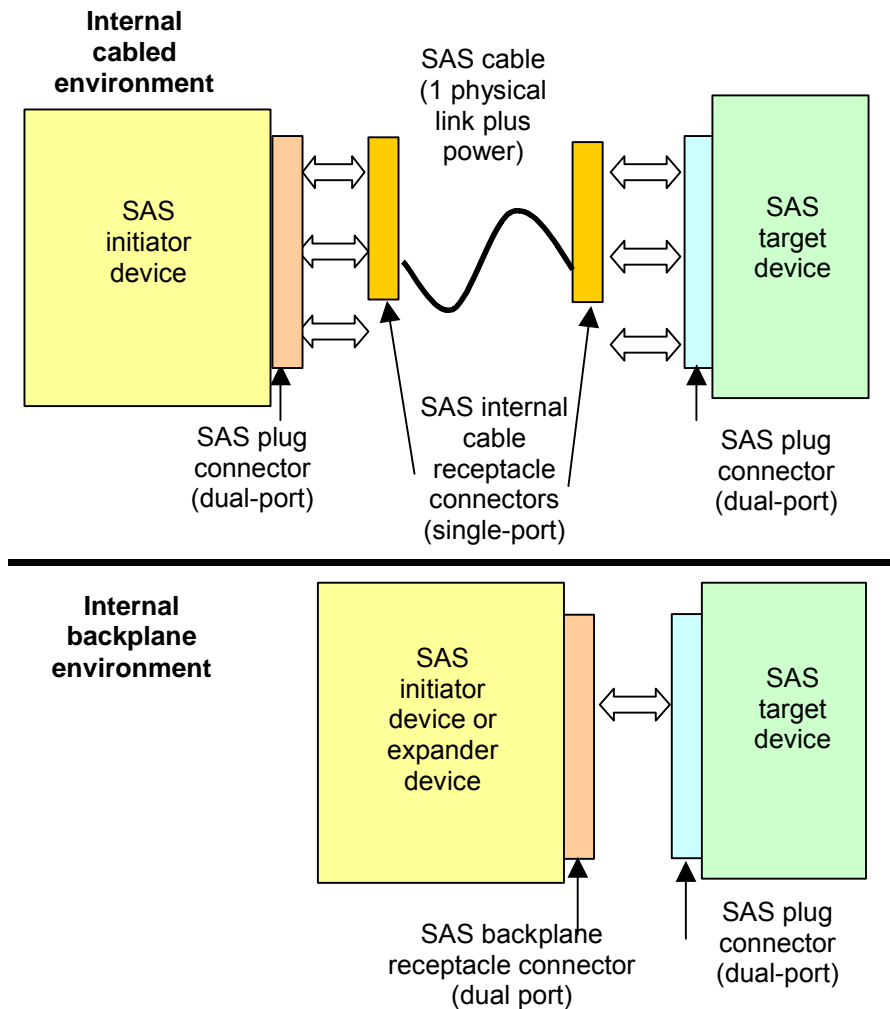 Internal
cabled
environment
SAS cable
(1 physical
link plus
power)
SAS
initiator
device
SAS
target
device
SAS plug
connector
(dual-port)
SAS internal
cable
receptacle
connectors
(single-port)
SAS plug
connector
(dual-port)
Internal
backplane
environment
SAS
initiator
device or
expander
device
SAS
target
device
SAS backplane
receptacle connector
(dual port)
SAS plug
connector
(dual-port)